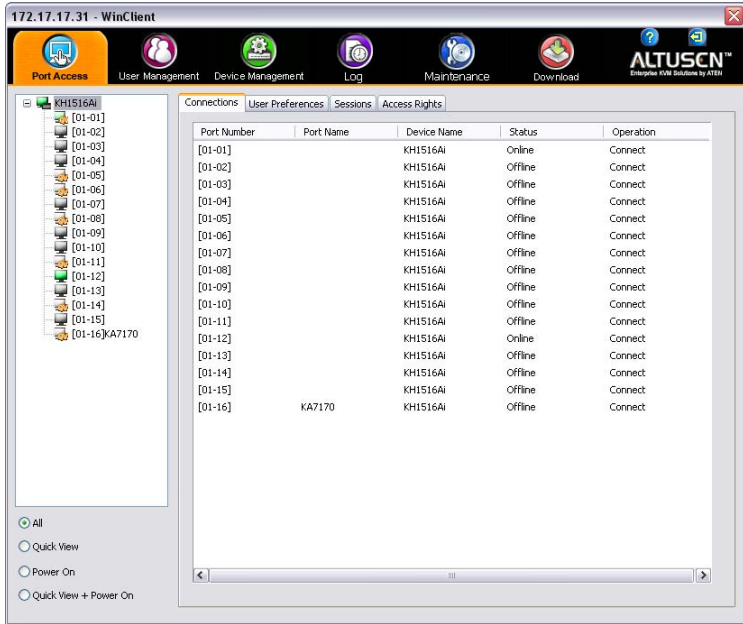 172.17.17.31 - WinClient
Port Access User Management Device Management Log Maintenance Download
ALTUSEN™
Enterprise KVM Solutions by ATEN
KH1516Ai
[01-01]
[01-02]
[01-03]
[01-04]
[01-05]
[01-06]
[01-07]
[01-08]
[01-09]
[01-10]
[01-11]
[01-12]
[01-13]
[01-14]
[01-15]
[01-16]KA7170
All
Quick View
Power On
Quick View + Power On
Connections User Preferences Sessions Access Rights
Port Number Port Name Device Name Status Operation
[01-01] KH1516Ai Online Connect
[01-02] KH1516Ai Offline Connect
[01-03] KH1516Ai Offline Connect
[01-04] KH1516Ai Offline Connect
[01-05] KH1516Ai Offline Connect
[01-06] KH1516Ai Offline Connect
[01-07] KH1516Ai Offline Connect
[01-08] KH1516Ai Offline Connect
[01-09] KH1516Ai Offline Connect
[01-10] KH1516Ai Offline Connect
[01-11] KH1516Ai Offline Connect
[01-12] KH1516Ai Online Connect
[01-13] KH1516Ai Offline Connect
[01-14] KH1516Ai Offline Connect
[01-15] KH1516Ai Offline Connect
[01-16] KA7170 KH1516Ai Offline Connect